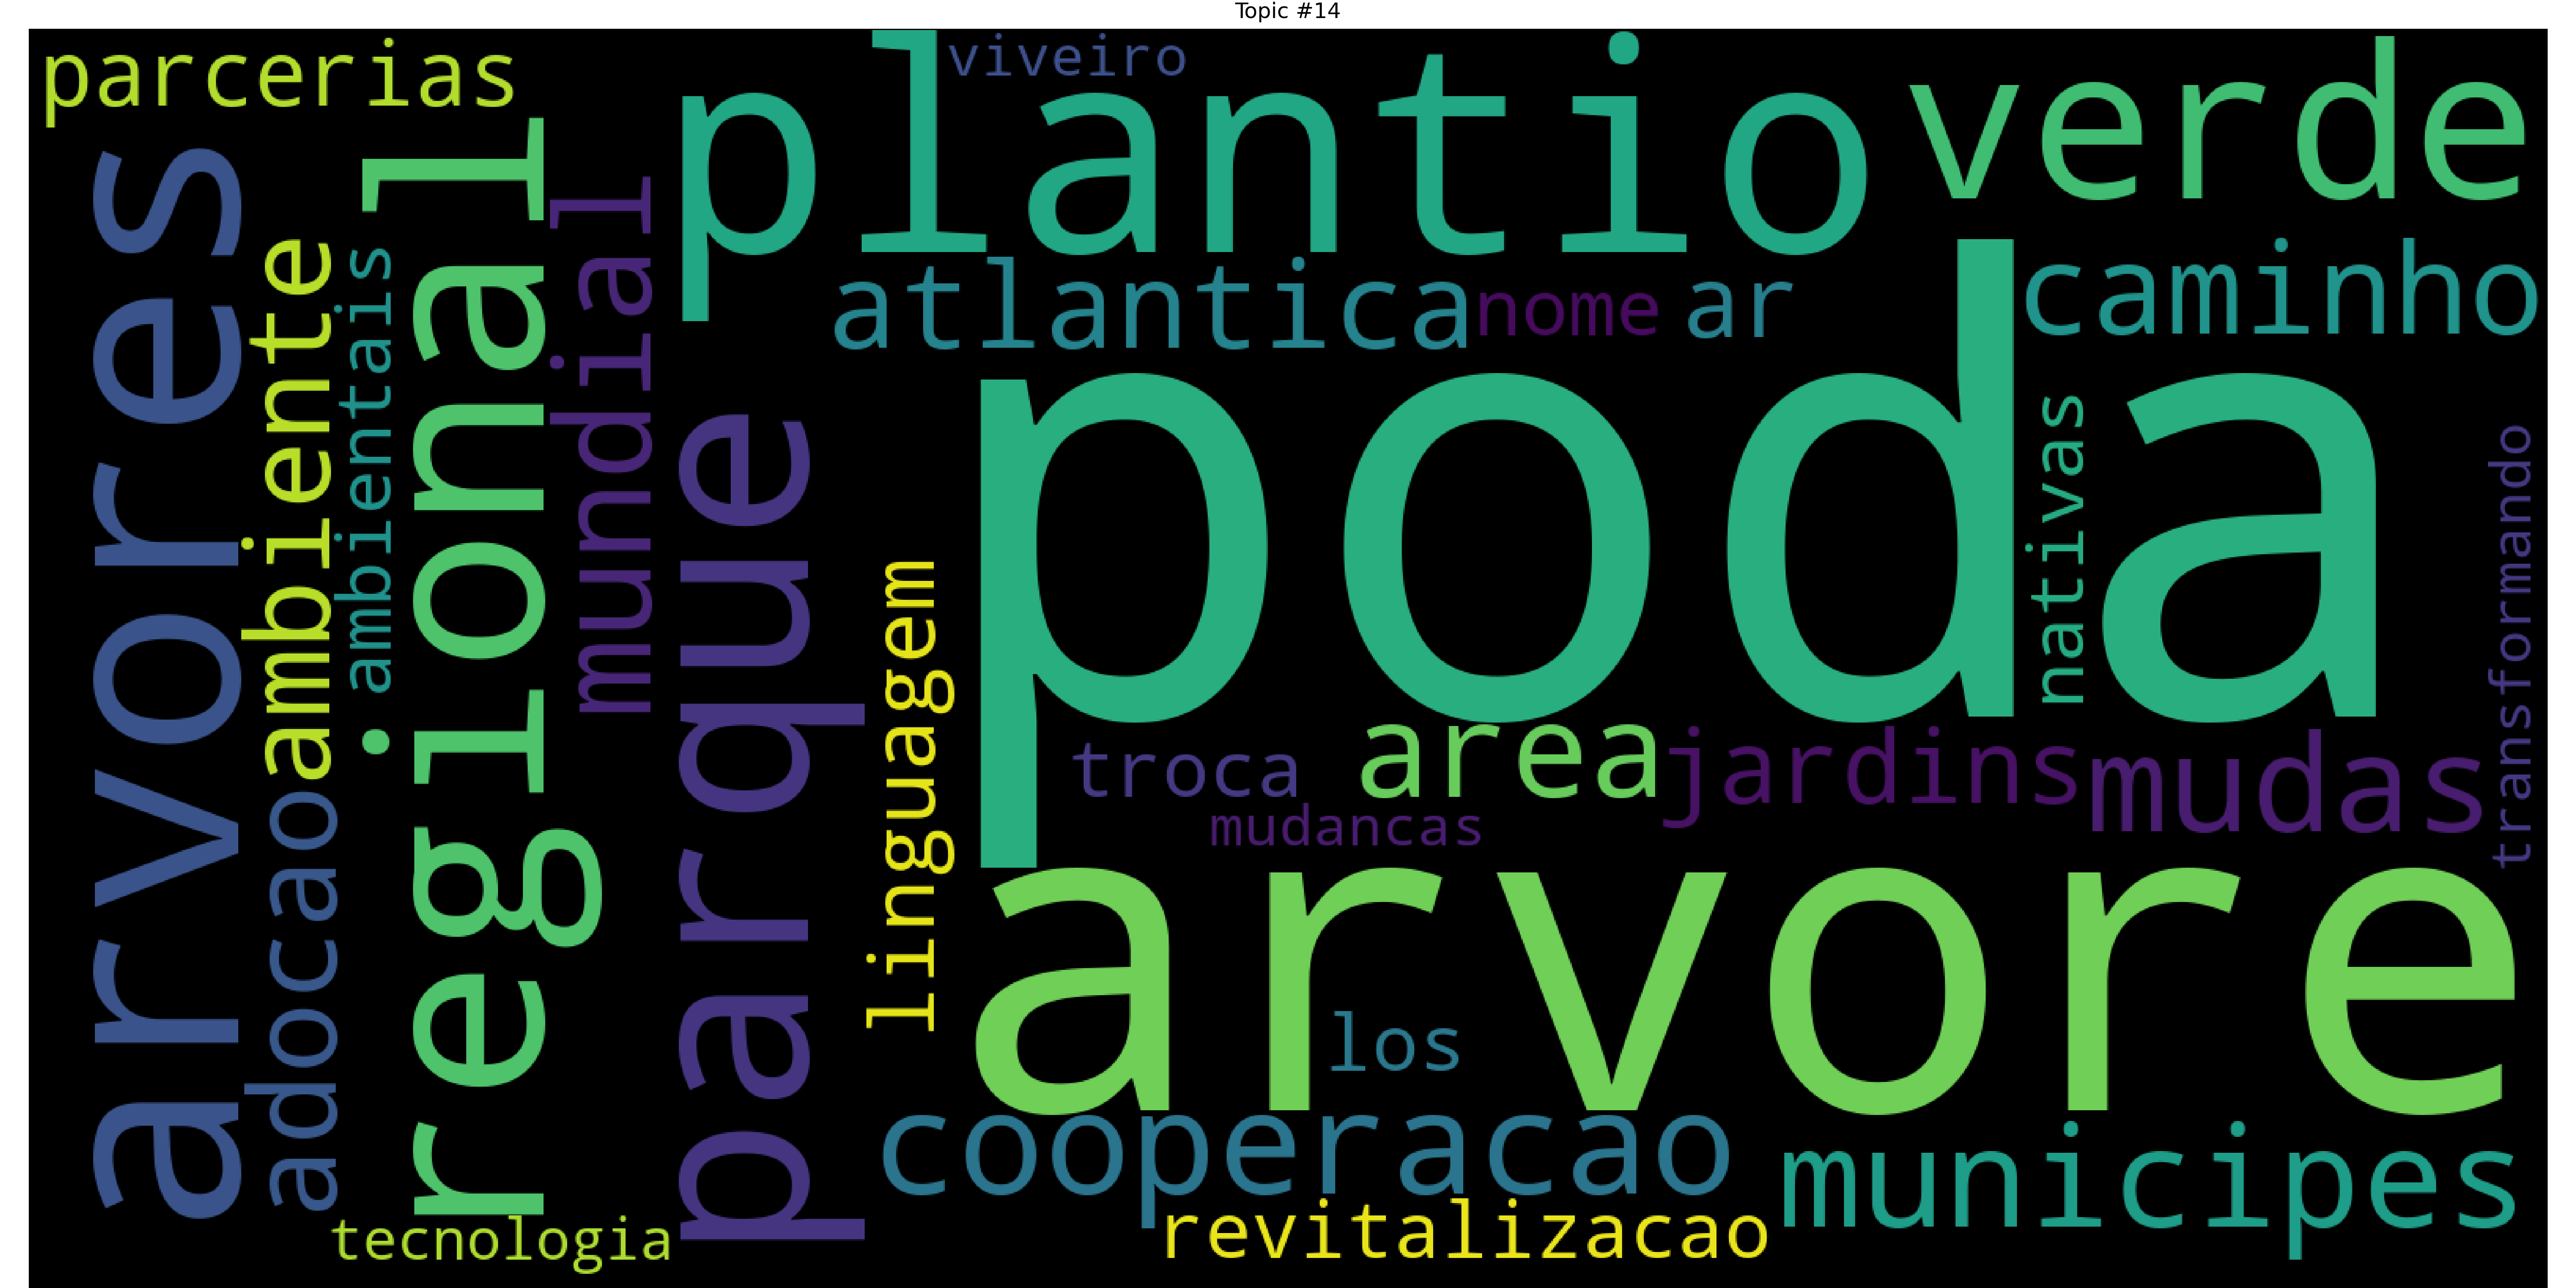 Topic #14
parcerias
viveiro
plantio
verde
arvores
ambiente
ambientais
regional
mundial
atlantica
nome
ar
caminho
parque
poda
nativas
transformando
linguagem
troca
area
jardins
mudas
mudancas
adocao
arvore
los
cooperacao
municipes
tecnologia
revitalizacao